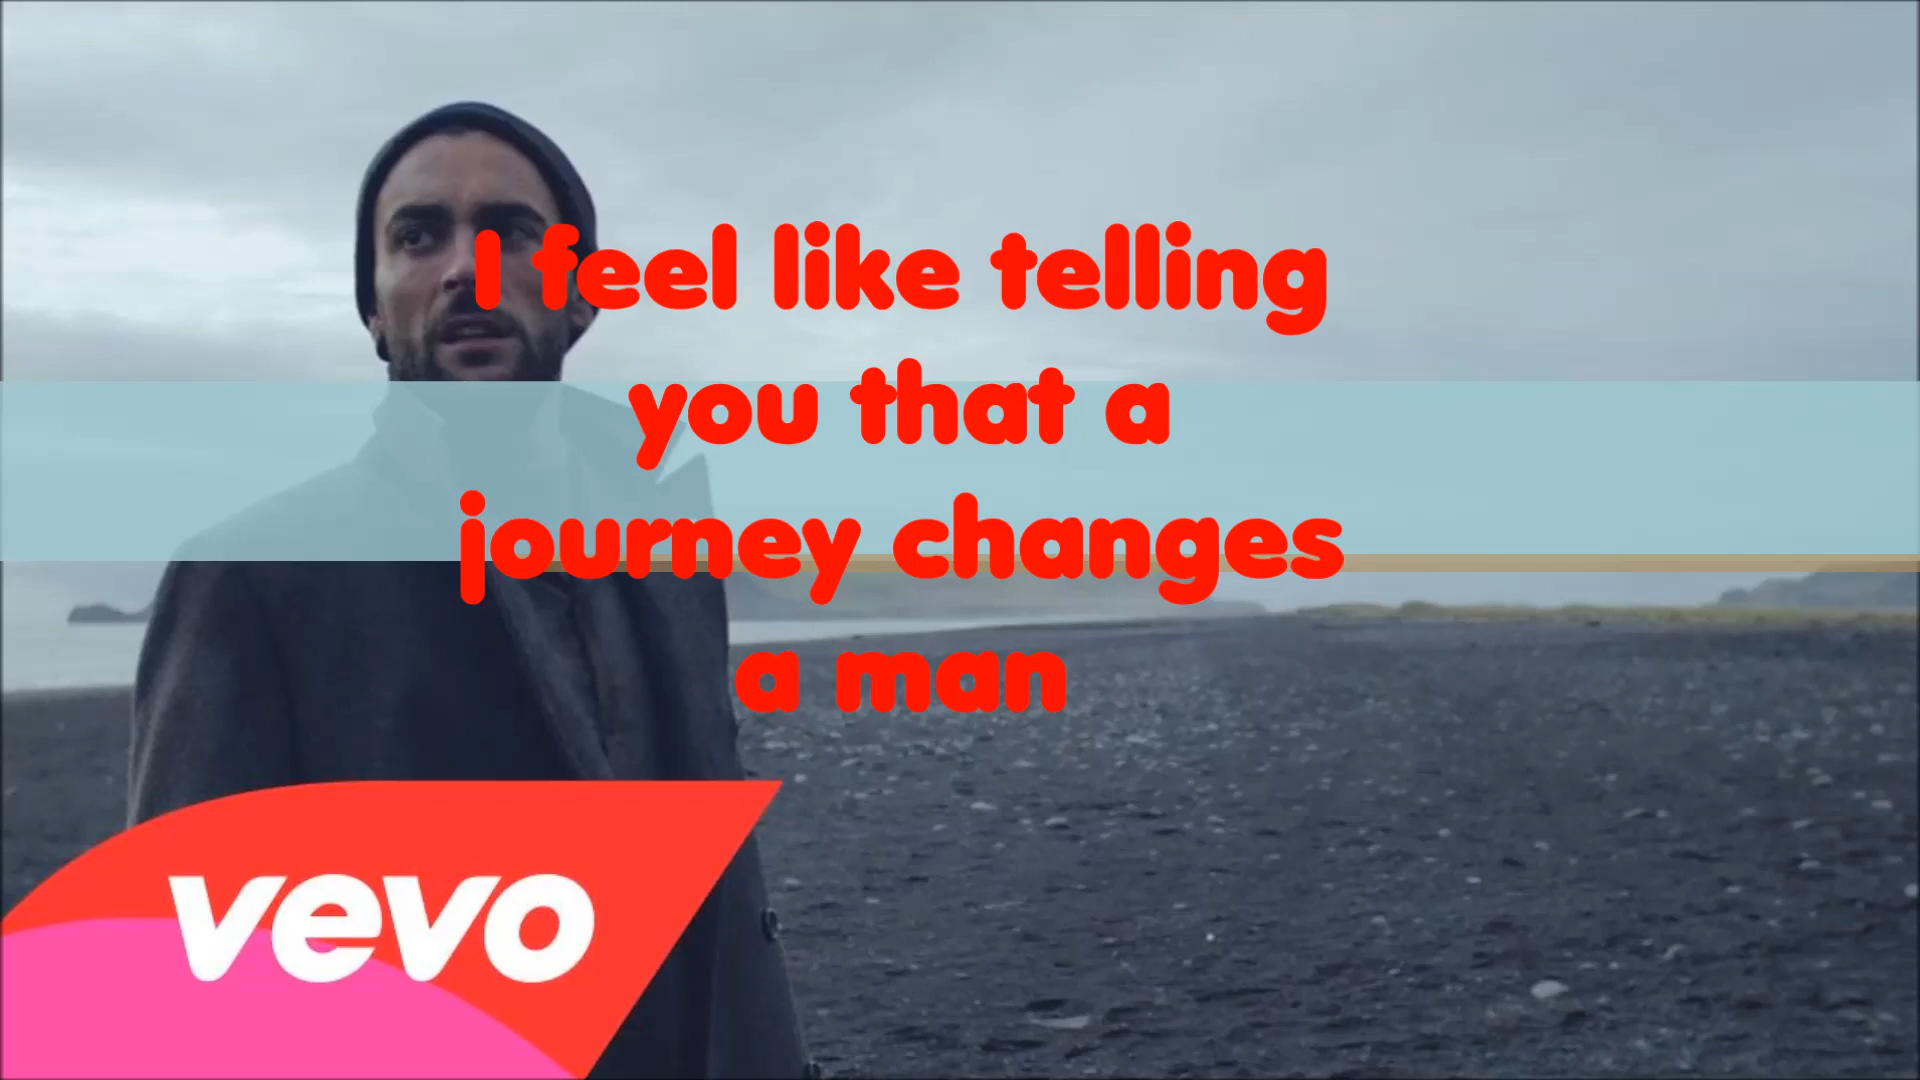 I feel like telling
you that a
journey changes
a man
vevo